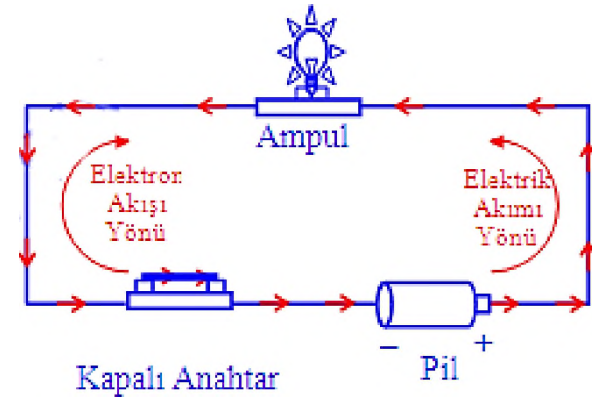 Ampul
Elektron
Akışı
Yönü
Elektrik
Akımı
Yönü
– +
Pil
Kapalı Anahtar